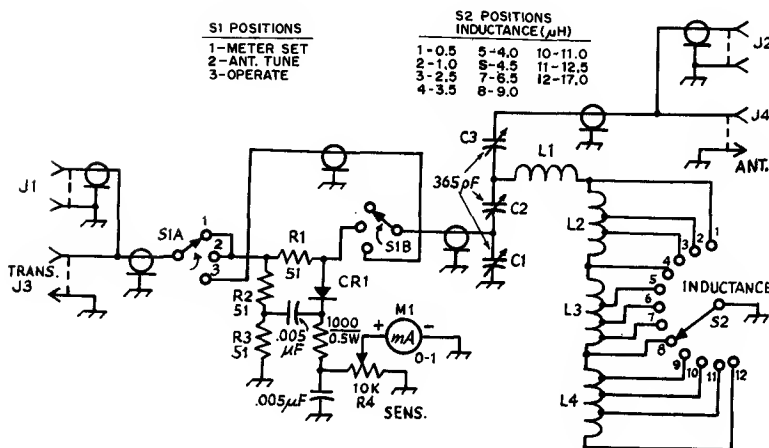 S1 POSITIONS
1-METER SET
2-ANT. TUNE
3-OPERATE
S2 POSITIONS
INDUCTANCE (μH)
1-0.5 5-4.0 10-11.0
2-1.0 S-4.5 11-12.5
3-2.5 7-6.5 12-17.0
4-3.5 8-9.0
J2
J4
ANT.
C3
L1
365 pF
C2
C1
J1
TRANS.
J3
S1A
1
2
3
R1
51
S1B
CR1
R2
51
R3
51
.005
μF
1000
0.5W
M1
+
-
mA
0-1
10K
R4
SENS.
.005μF
L2
L3
L4
INDUCTANCE
S2
1
2
3
4
5
6
7
8
9
10
11
12